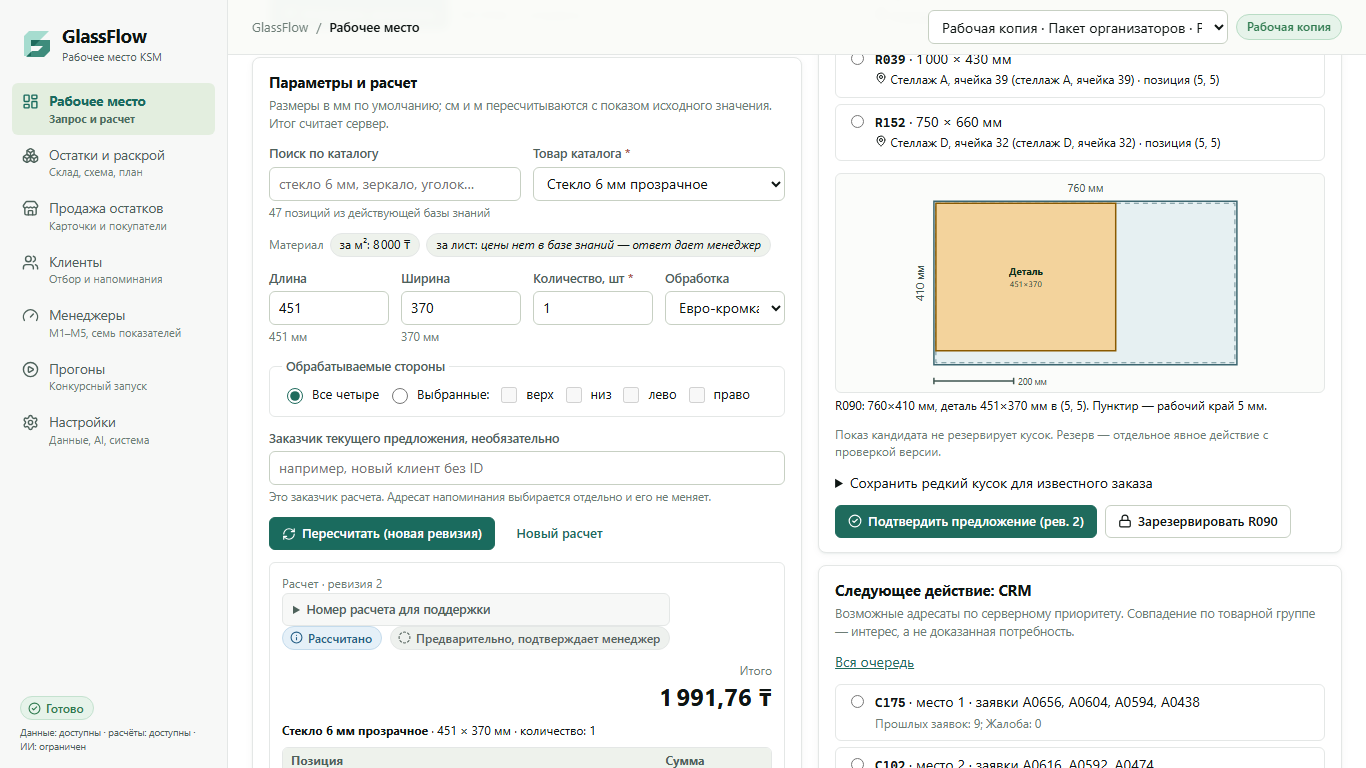 GlassFlow
Рабочее место KSM
Рабочее место
Запрос и расчет
Остатки и раскрой
Склад, схема, план
Продажа остатков
Карточки и покупатели
Клиенты
Отбор и напоминания
Менеджеры
M1–M5, семь показателей
Прогоны
Конкурсный запуск
Настройки
Данные, AI, система
Готово
Данные: доступны · расчёты: доступны ·
ИИ: ограничен
GlassFlow / Рабочее место
Рабочая копия · Пакет организаторов · F
Рабочая копия
Параметры и расчет
Размеры в мм по умолчанию; см и м пересчитываются с показом исходного значения.
Итог считает сервер.
Поиск по каталогу
Товар каталога *
стекло 6 мм, зеркало, уголок...
Стекло 6 мм прозрачное
47 позиций из действующей базы знаний
Материал
за м²: 8 000 ₸
за лист: цены нет в базе знаний — ответ дает менеджер
Длина
Ширина
Количество, шт *
Обработка
451
370
1
Евро-кромка
451 мм
370 мм
Обрабатываемые стороны
Все четыре
Выбранные:
верх
низ
лево
право
Заказчик текущего предложения, необязательно
например, новый клиент без ID
Это заказчик расчета. Адресат напоминания выбирается отдельно и его не меняет.
Пересчитать (новая ревизия)
Новый расчет
Расчет · ревизия 2
Номер расчета для поддержки
Рассчитано
Предварительно, подтверждает менеджер
Итого
1 991,76 ₸
Стекло 6 мм прозрачное · 451 × 370 мм · количество: 1
Позиция
Сумма
R039 · 1 000 × 430 мм
Стеллаж A, ячейка 39 (стеллаж A, ячейка 39) · позиция (5, 5)
R152 · 750 × 660 мм
Стеллаж D, ячейка 32 (стеллаж D, ячейка 32) · позиция (5, 5)
760 мм
410 мм
Деталь
451×370
200 мм
R090: 760×410 мм, деталь 451×370 мм в (5, 5). Пунктир — рабочий край 5 мм.
Показ кандидата не резервирует кусок. Резерв — отдельное явное действие с
проверкой версии.
Сохранить редкий кусок для известного заказа
Подтвердить предложение (рев. 2)
Зарезервировать R090
Следующее действие: CRM
Возможные адресаты по серверному приоритету. Совпадение по товарной группе
— интерес, а не доказанная потребность.
Вся очередь
C175 · место 1 · заявки A0656, A0604, A0594, A0438
Прошлых заявок: 9; Жалоба: 0
C102 · место 2 · заявки A0616, A0592, A0474